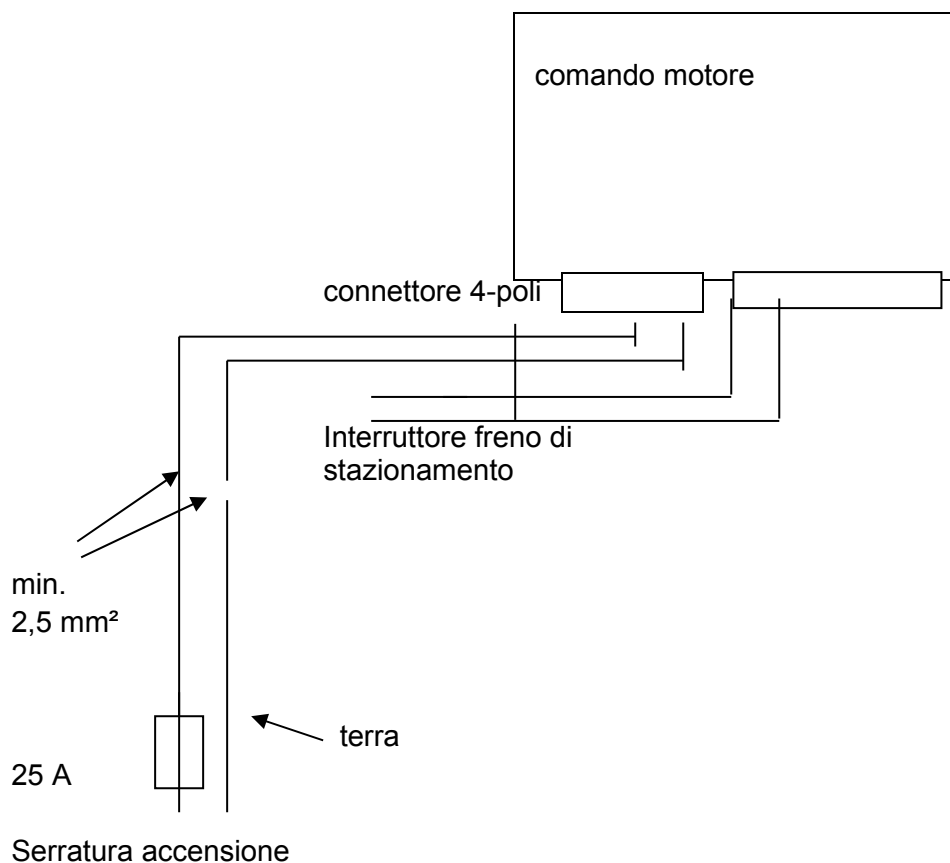 comando motore
connettore 4-poli
Interruttore freno di
stazionamento
min.
2,5 mm²
terra
25 A
Serratura accensione